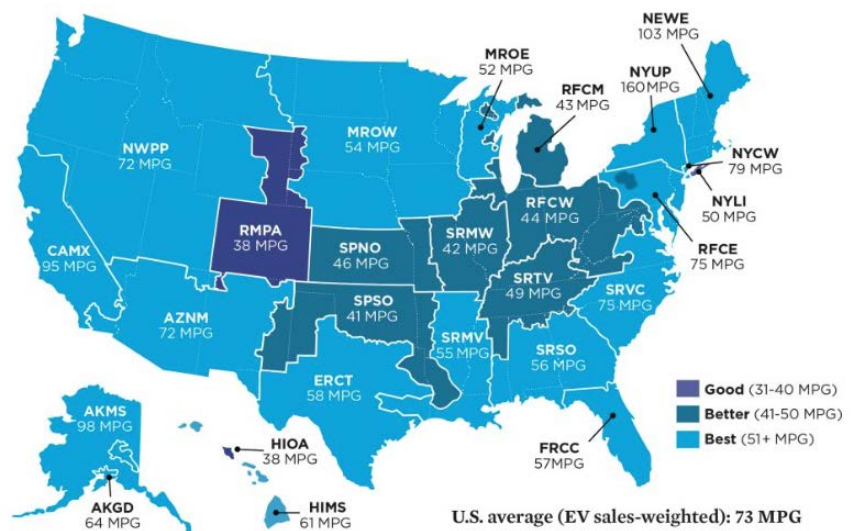 NEWE
103 MPG
MROE
52 MPG
NYUP
160 MPG
RFCM
43 MPG
NWPP
72 MPG
MROW
54 MPG
NYCW
79 MPG
NYLI
50 MPG
RMPA
38 MPG
RFCW
44 MPG
SRMW
42 MPG
SPNO
46 MPG
RFCE
75 MPG
CAMX
95 MPG
SRTV
49 MPG
SRVC
75 MPG
SPSO
41 MPG
AZNM
72 MPG
SRMV
55 MPG
SRSO
56 MPG
ERCT
58 MPG
Good (31-40 MPG)
Better (41-50 MPG)
Best (51+ MPG)
AKMS
98 MPG
HIOA
38 MPG
FRCC
57MPG
AKGD
64 MPG
HIMS
61 MPG
U.S. average (EV sales-weighted): 73 MPG